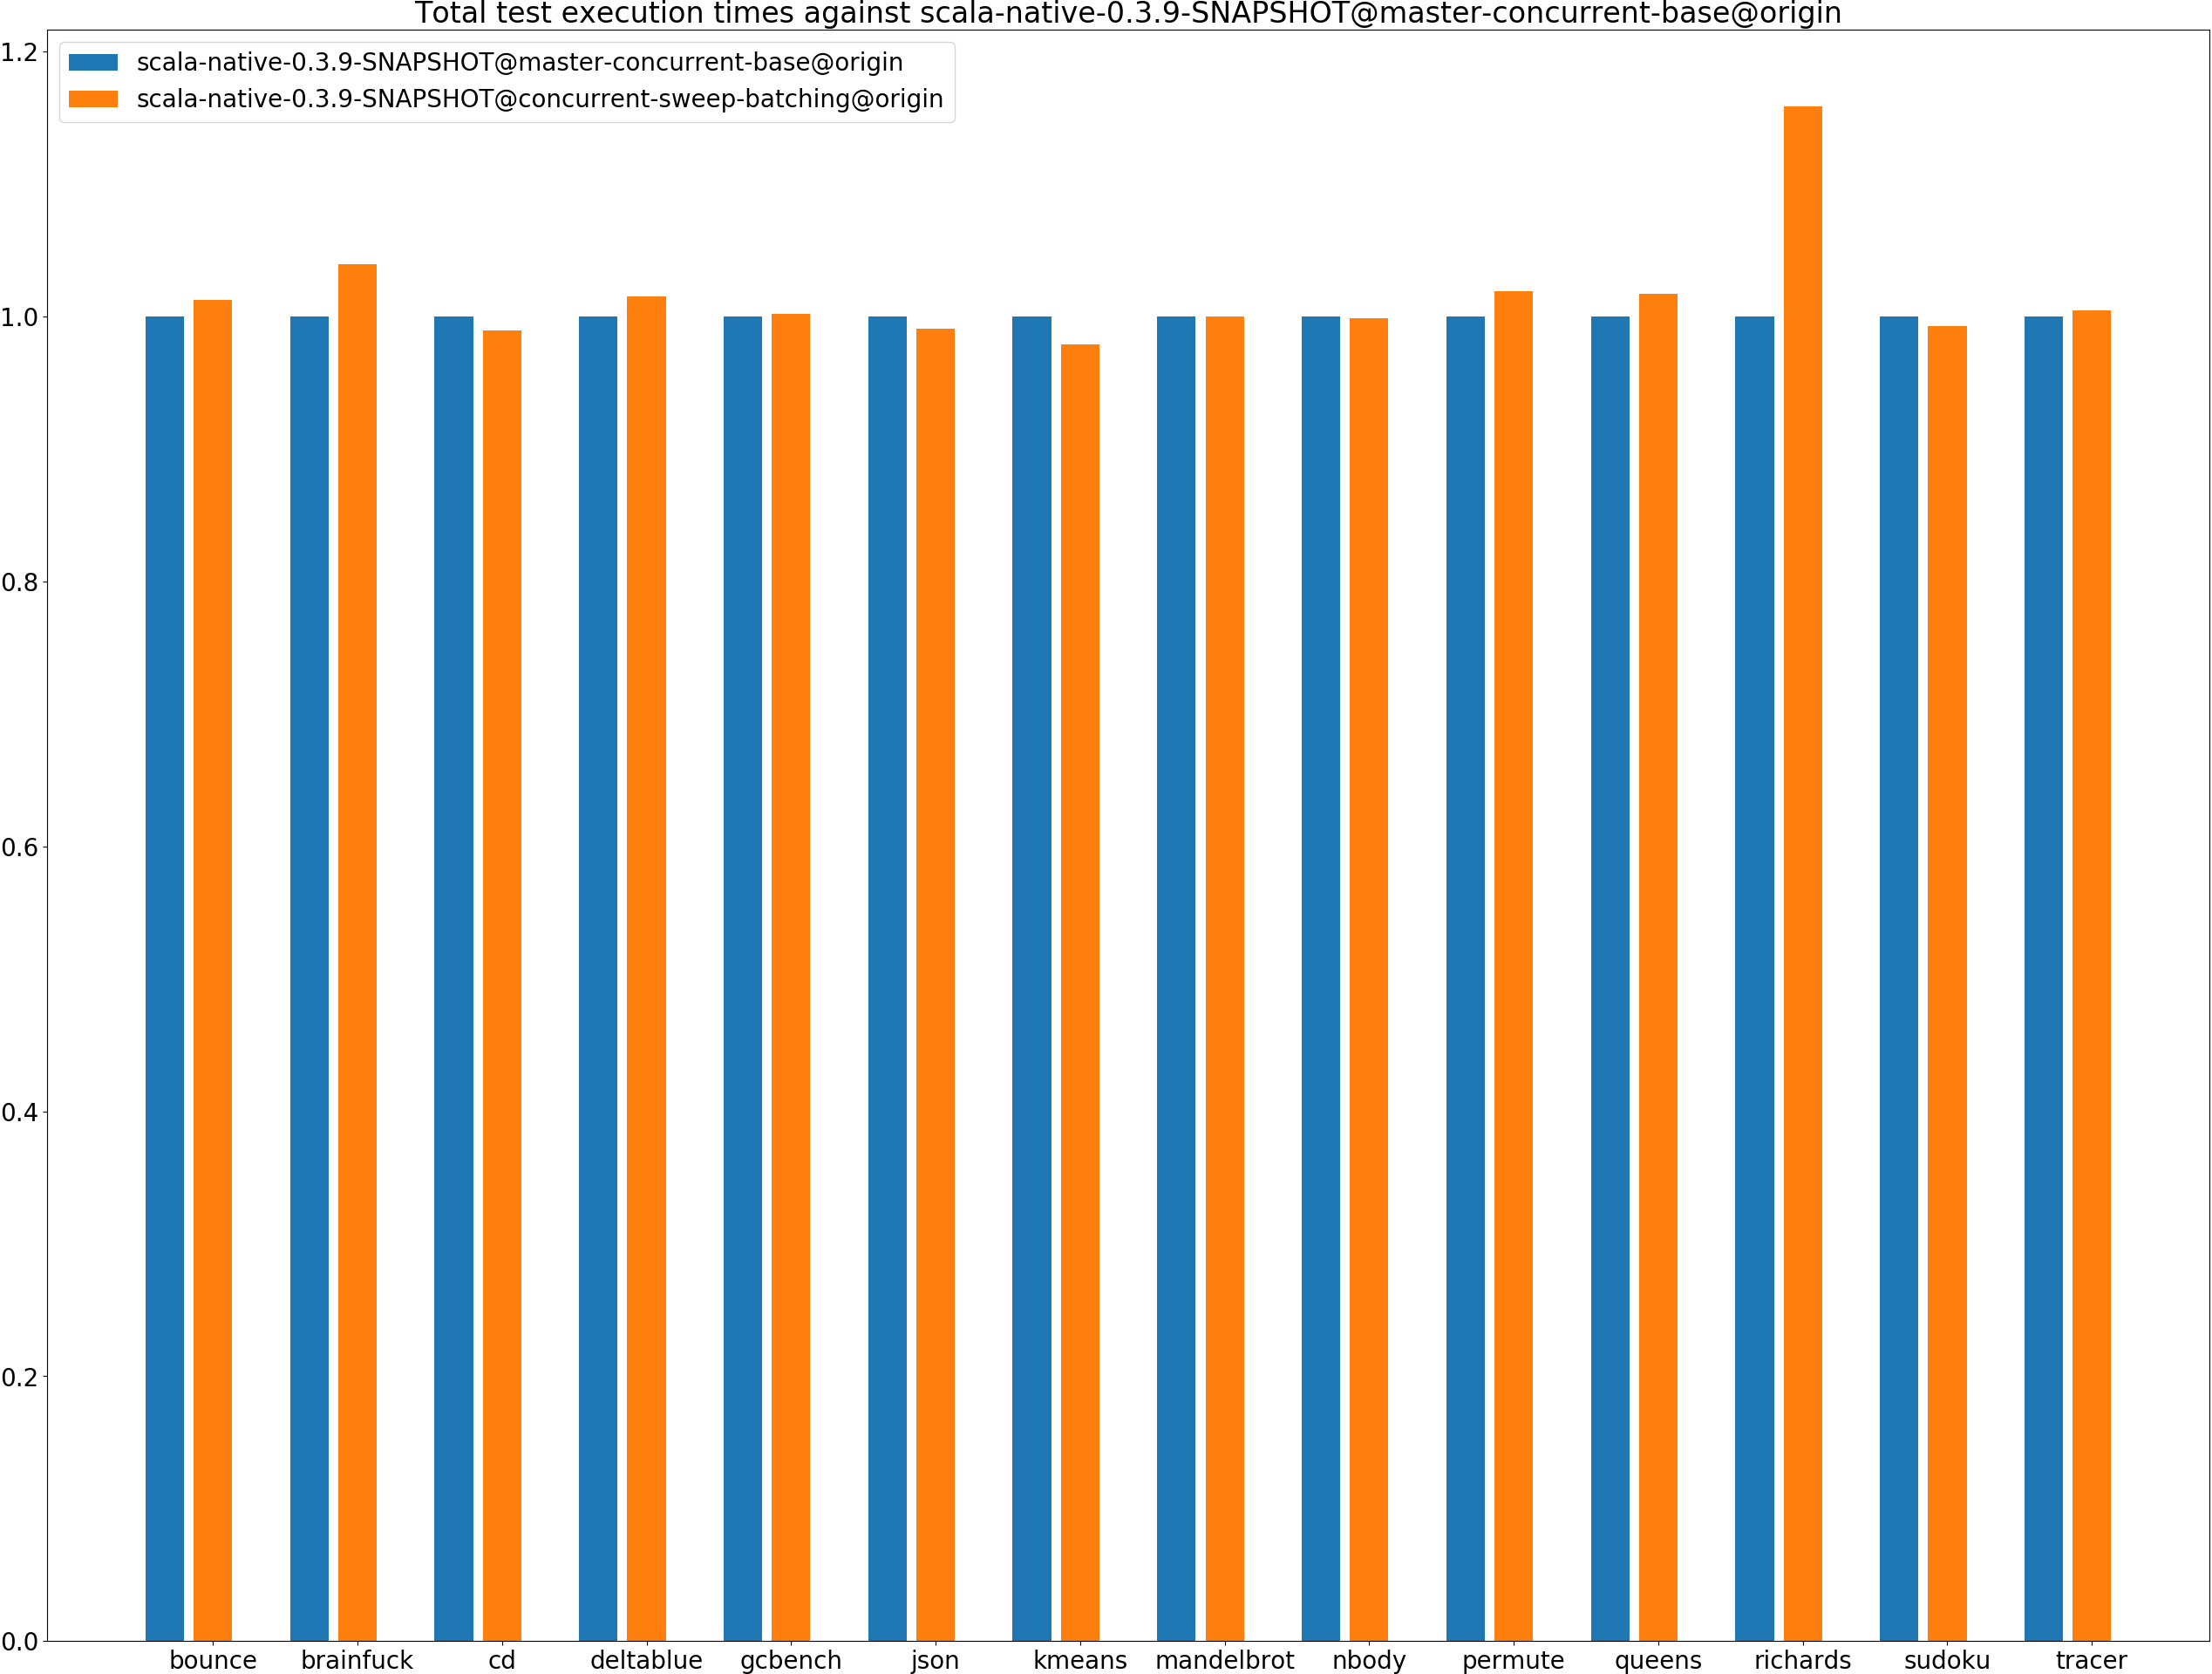 Total test execution times against scala-native-0.3.9-SNAPSHOT@master-concurrent-base@origin
scala-native-0.3.9-SNAPSHOT@master-concurrent-base@origin
scala-native-0.3.9-SNAPSHOT@concurrent-sweep-batching@origin
1.2
1.0
0.8
0.6
0.4
0.2
0.0
bounce brainfuck cd deltablue gcbench json kmeans mandelbrot nbody permute queens richards sudoku tracer